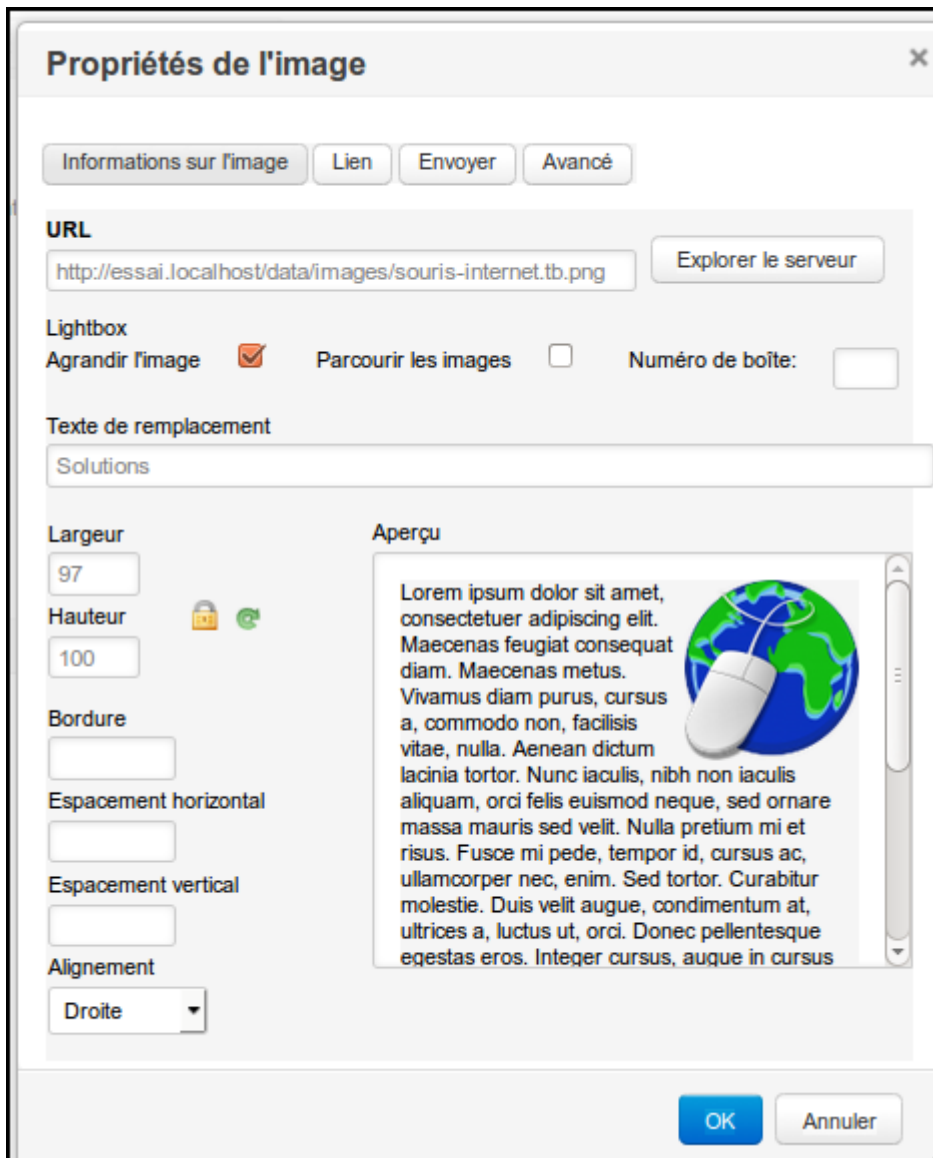 Propriétés de l'image
×
Informations sur l'image Lien Envoyer Avancé
URL
http://essai.localhost/data/images/souris-internet.tb.png Explorer le serveur
Lightbox
Agrandir l'image Parcourir les images Numéro de boîte:
Texte de remplacement
Solutions
Largeur
97
Hauteur
100
Bordure
Espacement horizontal
Espacement vertical
Alignement
Droite
Aperçu
Lorem ipsum dolor sit amet,
consectetuer adipiscing elit.
Maecenas feugiat consequat
diam. Maecenas metus.
Vivamus diam purus, cursus
a, commodo non, facilisis
vitae, nulla. Aenean dictum
lacinia tortor. Nunc iaculis, nibh non iaculis
aliquam, orci felis euismod neque, sed ornare
massa mauris sed velit. Nulla pretium mi et
risus. Fusce mi pede, tempor id, cursus ac,
ullamcorper nec, enim. Sed tortor. Curabitur
molestie. Duis velit augue, condimentum at,
ultrices a, luctus ut, orci. Donec pellentesque
egestas eros. Integer cursus, augue in cursus
OK Annuler